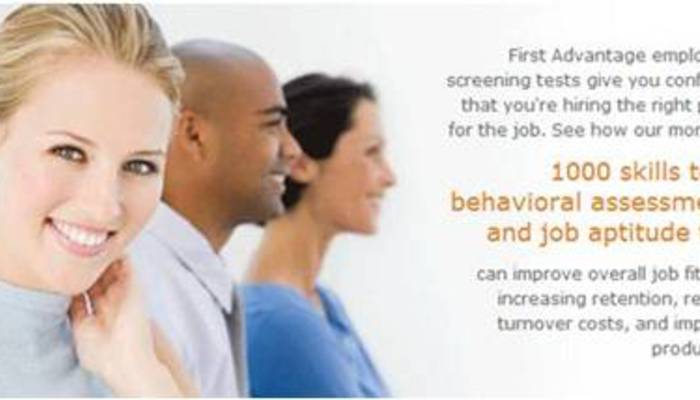 First Advantage emplo
screening tests give you conf
that you're hiring the right p
for the job. See how our mor
1000 skills t
behavioral assessme
and job aptitude
can improve overall job fit
increasing retention, re
turnover costs, and imp
produ